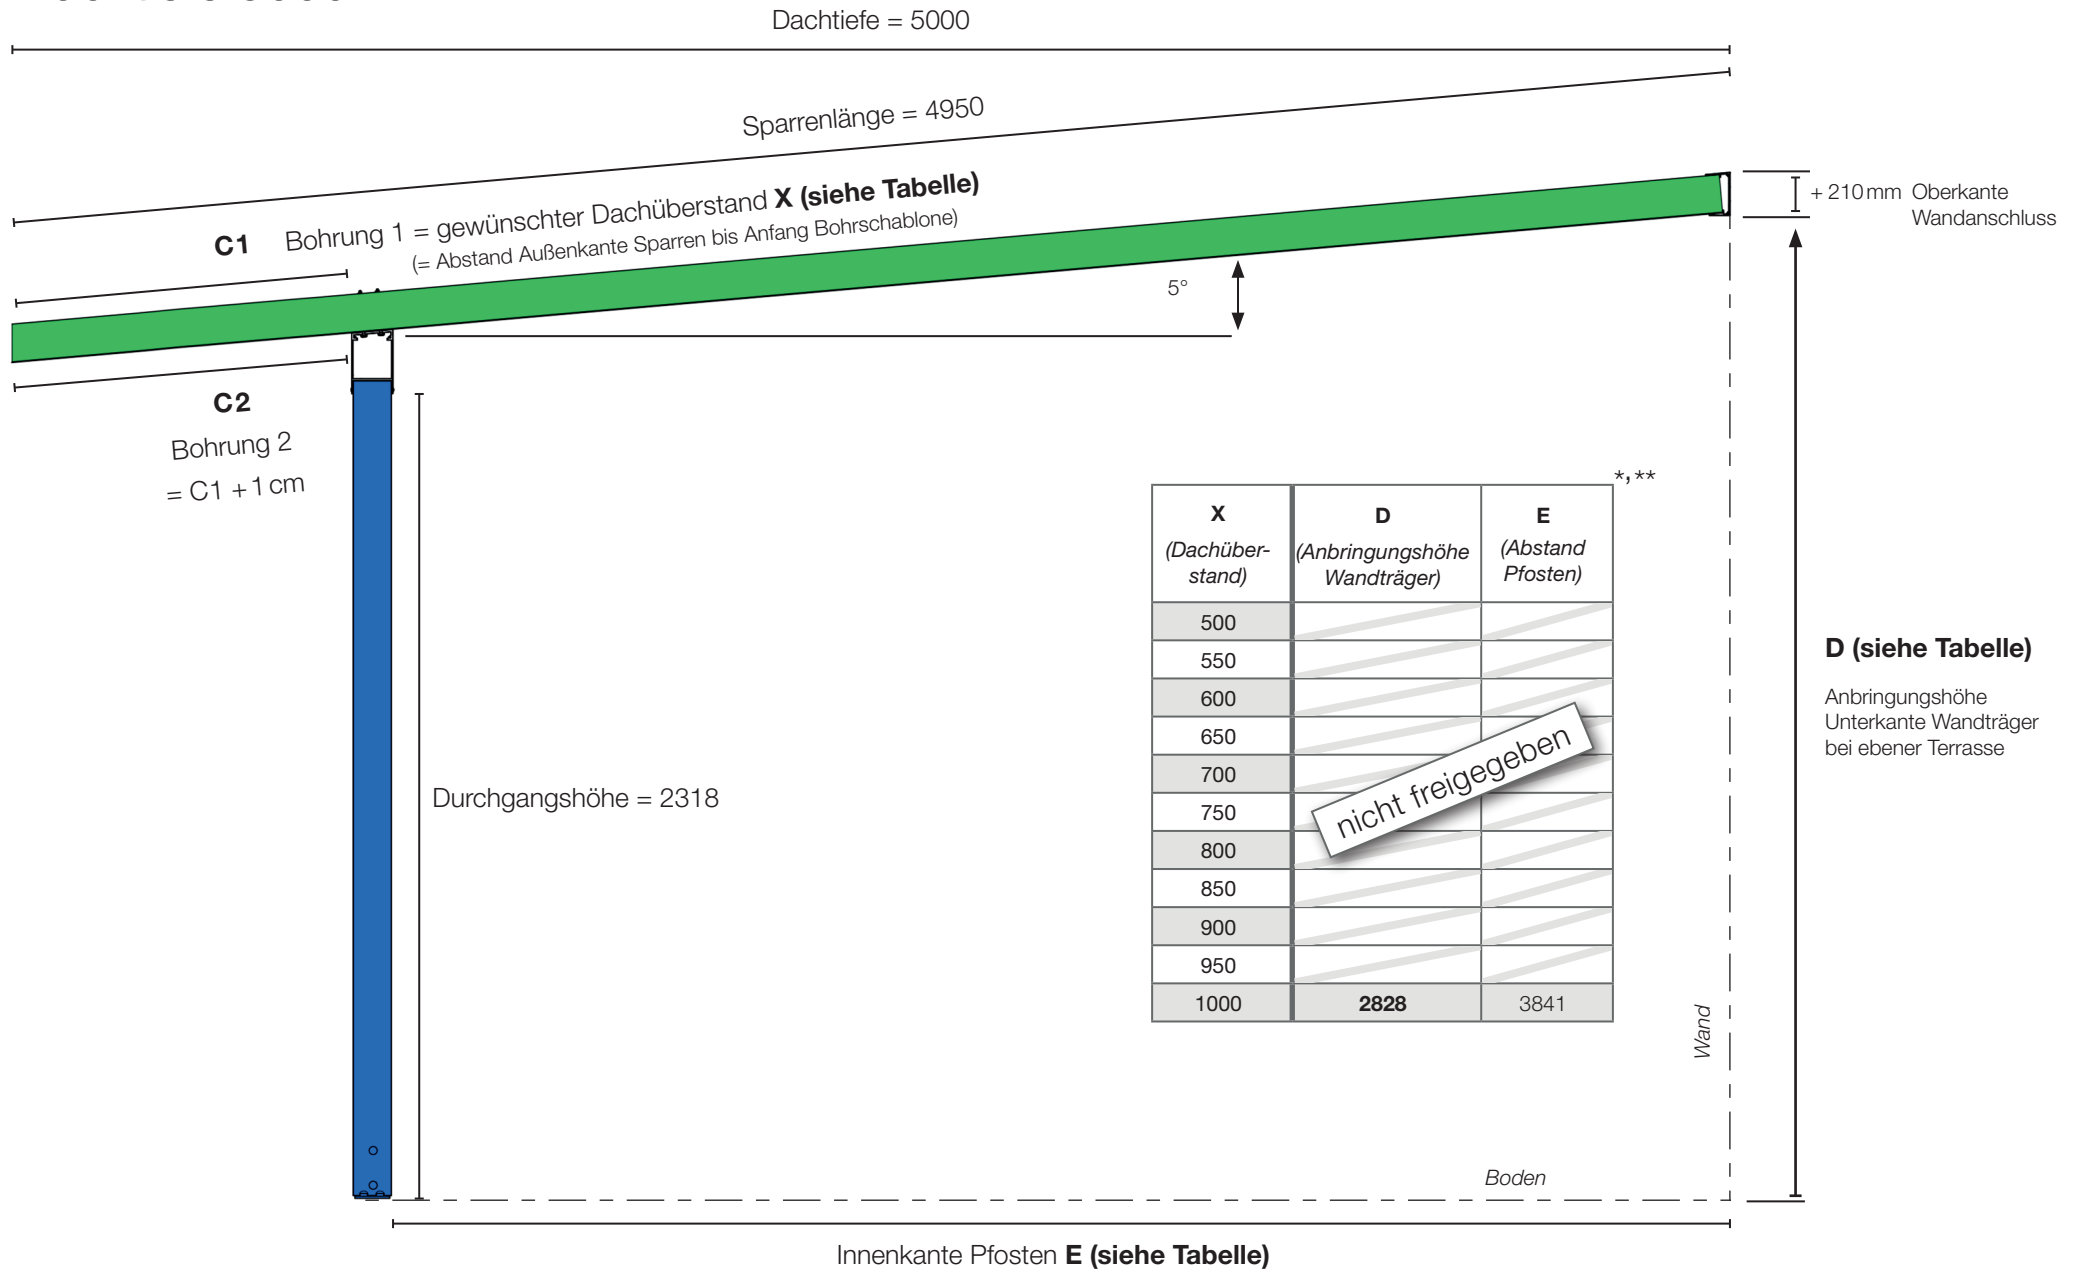 Dachtiefe = 5000
Sparrenlänge = 4950
C1 Bohrung 1 = gewünschter Dachüberstand X (siehe Tabelle)
(= Abstand Außenkante Sparren bis Anfang Bohrschablone)
+ 210 mm Oberkante
Wandanschluss
5°
C2
Bohrung 2
= C1 + 1 cm
*,**
X D E
(Dachüber- (Anbringungshöhe (Abstand
stand) Wandträger) Pfosten)
500
550
600
650
700
750
800
850
900
950
1000 2828 3841
nicht freigegeben
D (siehe Tabelle)
Anbringungshöhe
Unterkante Wandträger
bei ebener Terrasse
Durchgangshöhe = 2318
Wand
Boden
Innenkante Pfosten E (siehe Tabelle)